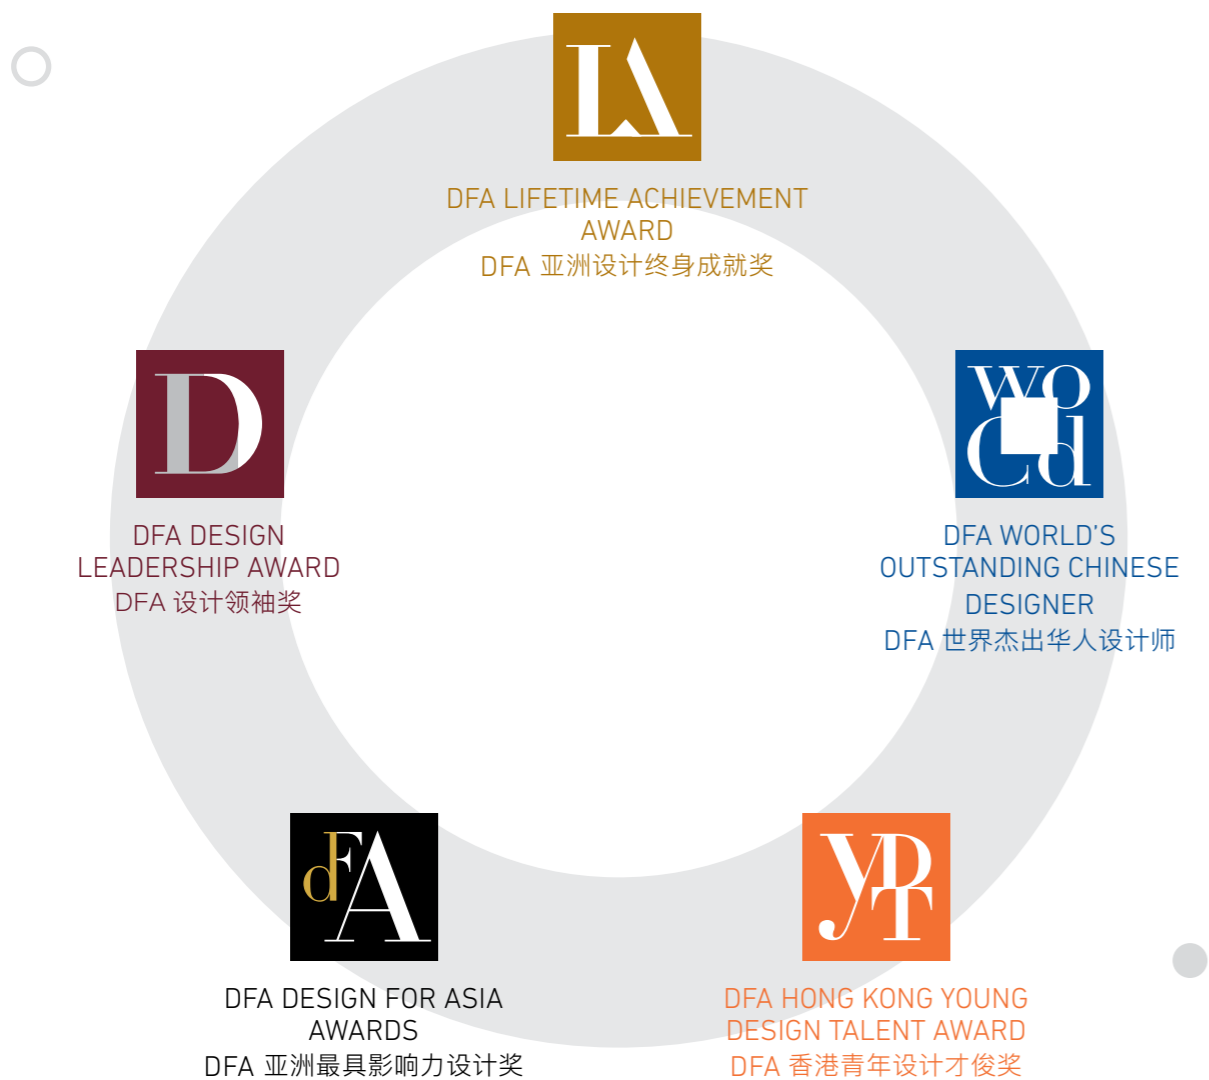 LA
DFA LIFETIME ACHIEVEMENT
AWARD
DFA 亚洲设计终身成就奖
D
DFA DESIGN
LEADERSHIP AWARD
DFA 设计领袖奖
wo
Cd
DFA WORLD’S
OUTSTANDING CHINESE
DESIGNER
DFA 世界杰出华人设计师
dFA
DFA DESIGN FOR ASIA
AWARDS
DFA 亚洲最具影响力设计奖
yDT
DFA HONG KONG YOUNG
DESIGN TALENT AWARD
DFA 香港青年设计才俊奖